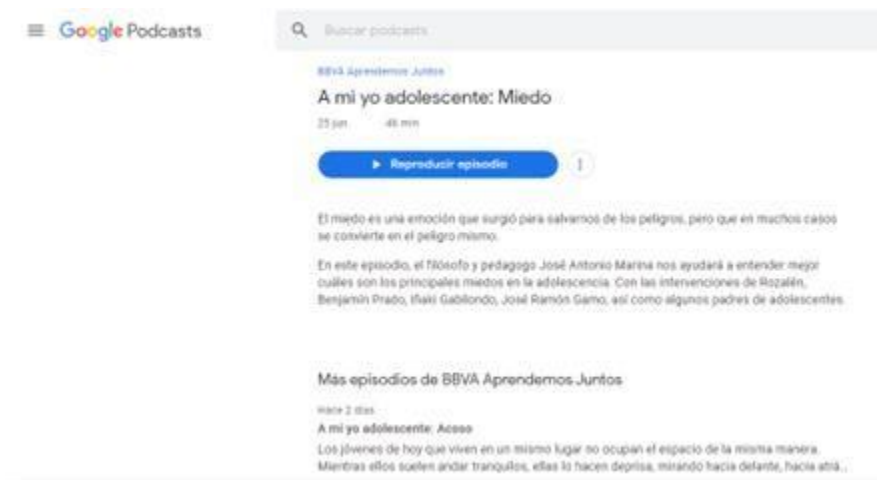 Google Podcasts
Buscar podcasts
BBVA Aprendemos Juntos
A mi yo adolescente: Miedo
25 jun 46 min
Reproducir episodio
El miedo es una emoción que surgió para salvarnos de los peligros, pero que en muchos casos
se convierte en el peligro mismo.
En este episodio, el filósofo y pedagogo José Antonio Marina nos ayudará a entender mejor
cuáles son los principales miedos en la adolescencia. Con las intervenciones de Rozalén,
Benjamín Prado, Iñaki Gabilondo, José Ramón Gamo, así como algunos padres de adolescentes.
Más episodios de BBVA Aprendemos Juntos
Hace 2 días
A mi yo adolescente: Acoso
Los jóvenes de hoy que viven en un mismo lugar no ocupan el espacio de la misma manera.
Mientras ellos suelen andar tranquilos, ellas lo hacen deprisa, mirando hacia delante, hacia atrá...